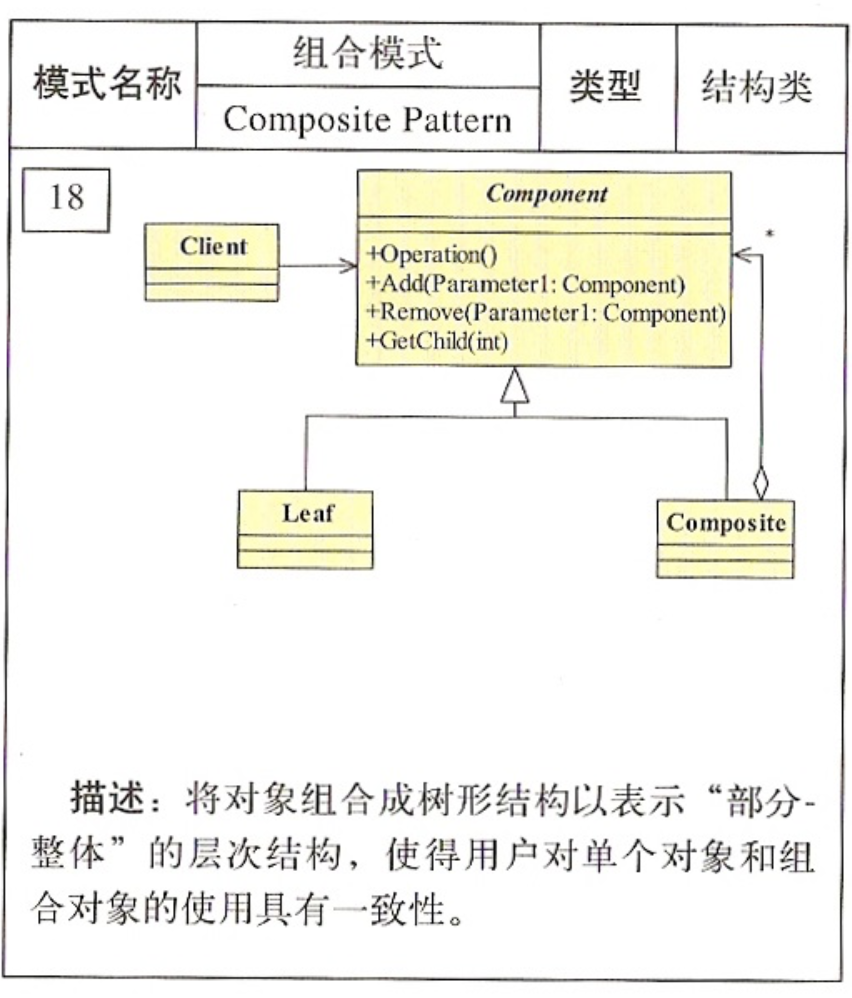 模式名称
组合模式
Composite Pattern
类型
结构类
18
Component
+Operation()
+Add(Parameter1: Component)
+Remove(Parameter1: Component)
+GetChild(int)
Client
*
Leaf
Composite
描述：将对象组合成树形结构以表示“部分-
整体”的层次结构，使得用户对单个对象和组
合对象的使用具有一致性。